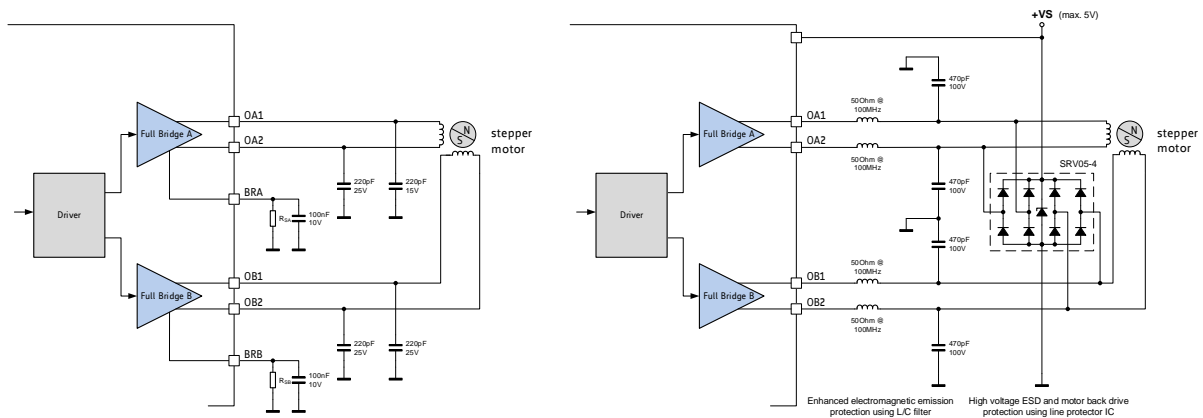 Driver
Full Bridge A
Full Bridge B
OA1
OA2
BRA
RSA
100nF
10V
220pF
25V
220pF
15V
N
S
stepper
motor
OB1
OB2
BRB
RSB
100nF
10V
220pF
25V
220pF
25V
+VS (max. 5V)
Driver
Full Bridge A
Full Bridge B
OA1
OA2
50Ohm @
100MHz
50Ohm @
100MHz
470pF
100V
470pF
100V
470pF
100V
N
S
stepper
motor
SRV05-4
OB1
OB2
50Ohm @
100MHz
50Ohm @
100MHz
470pF
100V
Enhanced electromagnetic emission
protection using L/C filter
High voltage ESD and motor back drive
protection using line protector IC